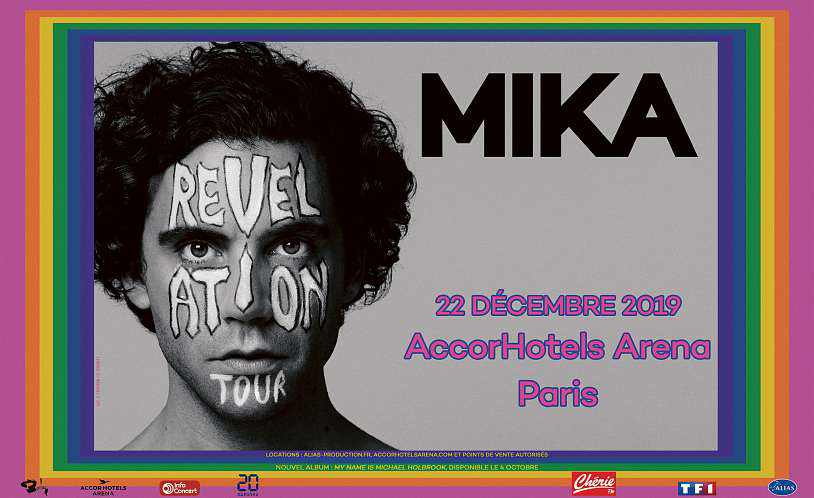 MIKA
REVEL
ATION
TOUR
22 DÉCEMBRE 2019
AccorHotels Arena
Paris
LOCATIONS : ALIAS-PRODUCTION.FR, ACCORHOTELSARENA.COM ET POINTS DE VENTE AUTORISÉS
NOUVEL ALBUM : MY NAME IS MICHAEL HOLBROOK, DISPONIBLE LE 4 OCTOBRE
ACCORHOTELS
ARENA
Info
Concert
20
minutes
Chérie
FM
TF1
ALIAS